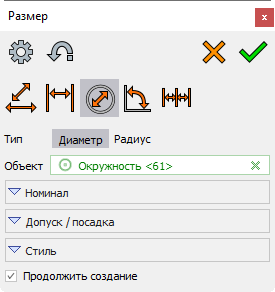 Размер
Тип Диаметр Радиус
Объект Окружность <61>
Номинал
Допуск / посадка
Стиль
Продолжить создание